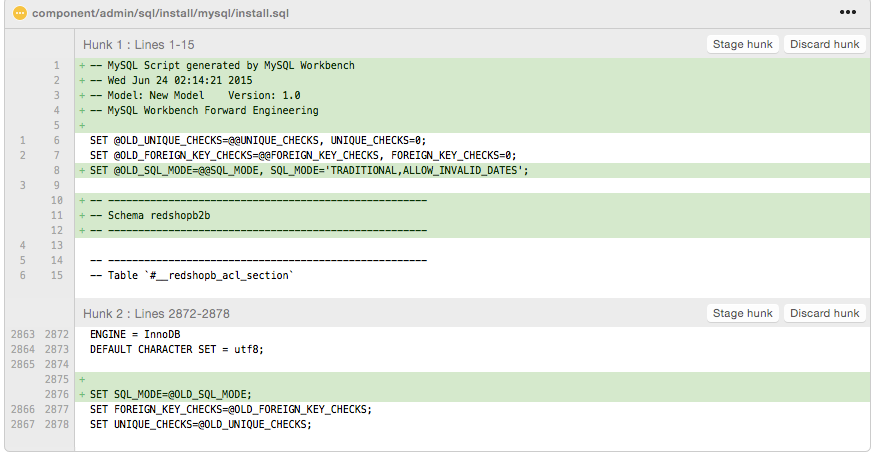 component/admin/sql/install/mysql/install.sql
Hunk 1 : Lines 1-15 Stage hunk Discard hunk
1 + -- MySQL Script generated by MySQL Workbench
2 + -- Wed Jun 24 02:14:21 2015
3 + -- Model: New Model    Version: 1.0
4 + -- MySQL Workbench Forward Engineering
5 +
1 6 SET @OLD_UNIQUE_CHECKS=@@UNIQUE_CHECKS, UNIQUE_CHECKS=0;
2 7 SET @OLD_FOREIGN_KEY_CHECKS=@@FOREIGN_KEY_CHECKS, FOREIGN_KEY_CHECKS=0;
8 + SET @OLD_SQL_MODE=@@SQL_MODE, SQL_MODE='TRADITIONAL,ALLOW_INVALID_DATES';
3 9
10 + -- -----------------------------------------------------
11 + -- Schema redshopb2b
12 + -- -----------------------------------------------------
4 13
5 14 -- -----------------------------------------------------
6 15 -- Table `#__redshopb_acl_section`
Hunk 2 : Lines 2872-2878 Stage hunk Discard hunk
2863 2872 ENGINE = InnoDB
2864 2873 DEFAULT CHARACTER SET = utf8;
2865 2874
2875 +
2876 + SET SQL_MODE=@OLD_SQL_MODE;
2866 2877 SET FOREIGN_KEY_CHECKS=@OLD_FOREIGN_KEY_CHECKS;
2867 2878 SET UNIQUE_CHECKS=@OLD_UNIQUE_CHECKS;